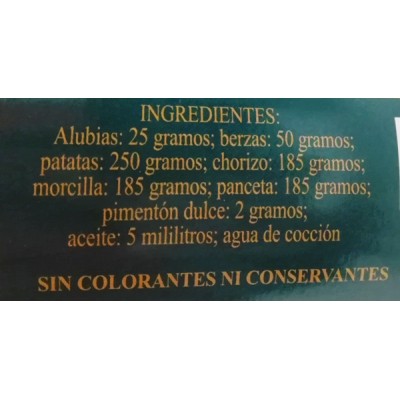 INGREDIENTES:
Alubias: 25 gramos; berzas: 50 gramos;
patatas: 250 gramos; chorizo: 185 gramos;
morcilla: 185 gramos; panceta: 185 gramos;
pimentón dulce: 2 gramos;
aceite: 5 mililitros; agua de cocción
SIN COLORANTES NI CONSERVANTES